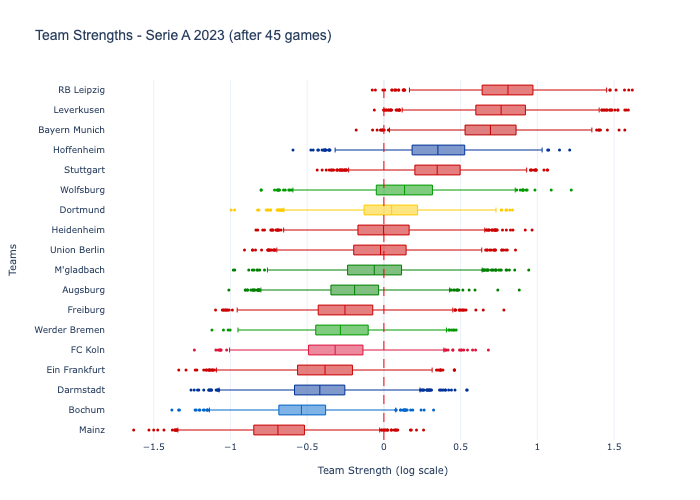 Team Strengths - Serie A 2023 (after 45 games)
RB Leipzig
Leverkusen
Bayern Munich
Hoffenheim
Stuttgart
Wolfsburg
Dortmund
Heidenheim
Union Berlin
M'gladbach
Augsburg
Freiburg
Werder Bremen
FC Koln
Ein Frankfurt
Darmstadt
Bochum
Mainz
Teams
−1.5 −1 −0.5 0 0.5 1 1.5
Team Strength (log scale)